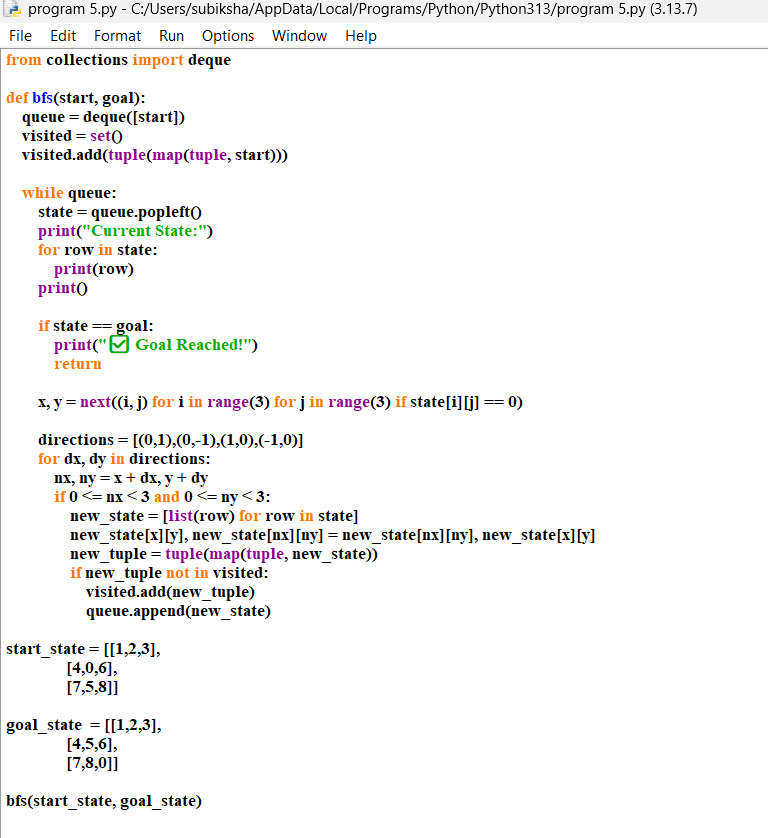 program 5.py - C:/Users/subiksha/AppData/Local/Programs/Python/Python313/program 5.py (3.13.7)
File Edit Format Run Options Window Help
from collections import deque

def bfs(start, goal):
    queue = deque([start])
    visited = set()
    visited.add(tuple(map(tuple, start)))

    while queue:
        state = queue.popleft()
        print("Current State:")
        for row in state:
            print(row)
        print()

        if state == goal:
            print("✅ Goal Reached!")
            return

        x, y = next((i, j) for i in range(3) for j in range(3) if state[i][j] == 0)

        directions = [(0,1),(0,-1),(1,0),(-1,0)]
        for dx, dy in directions:
            nx, ny = x + dx, y + dy
            if 0 <= nx < 3 and 0 <= ny < 3:
                new_state = [list(row) for row in state]
                new_state[x][y], new_state[nx][ny] = new_state[nx][ny], new_state[x][y]
                new_tuple = tuple(map(tuple, new_state))
                if new_tuple not in visited:
                    visited.add(new_tuple)
                    queue.append(new_state)

start_state = [[1,2,3],
               [4,0,6],
               [7,5,8]]

goal_state  = [[1,2,3],
               [4,5,6],
               [7,8,0]]

bfs(start_state, goal_state)